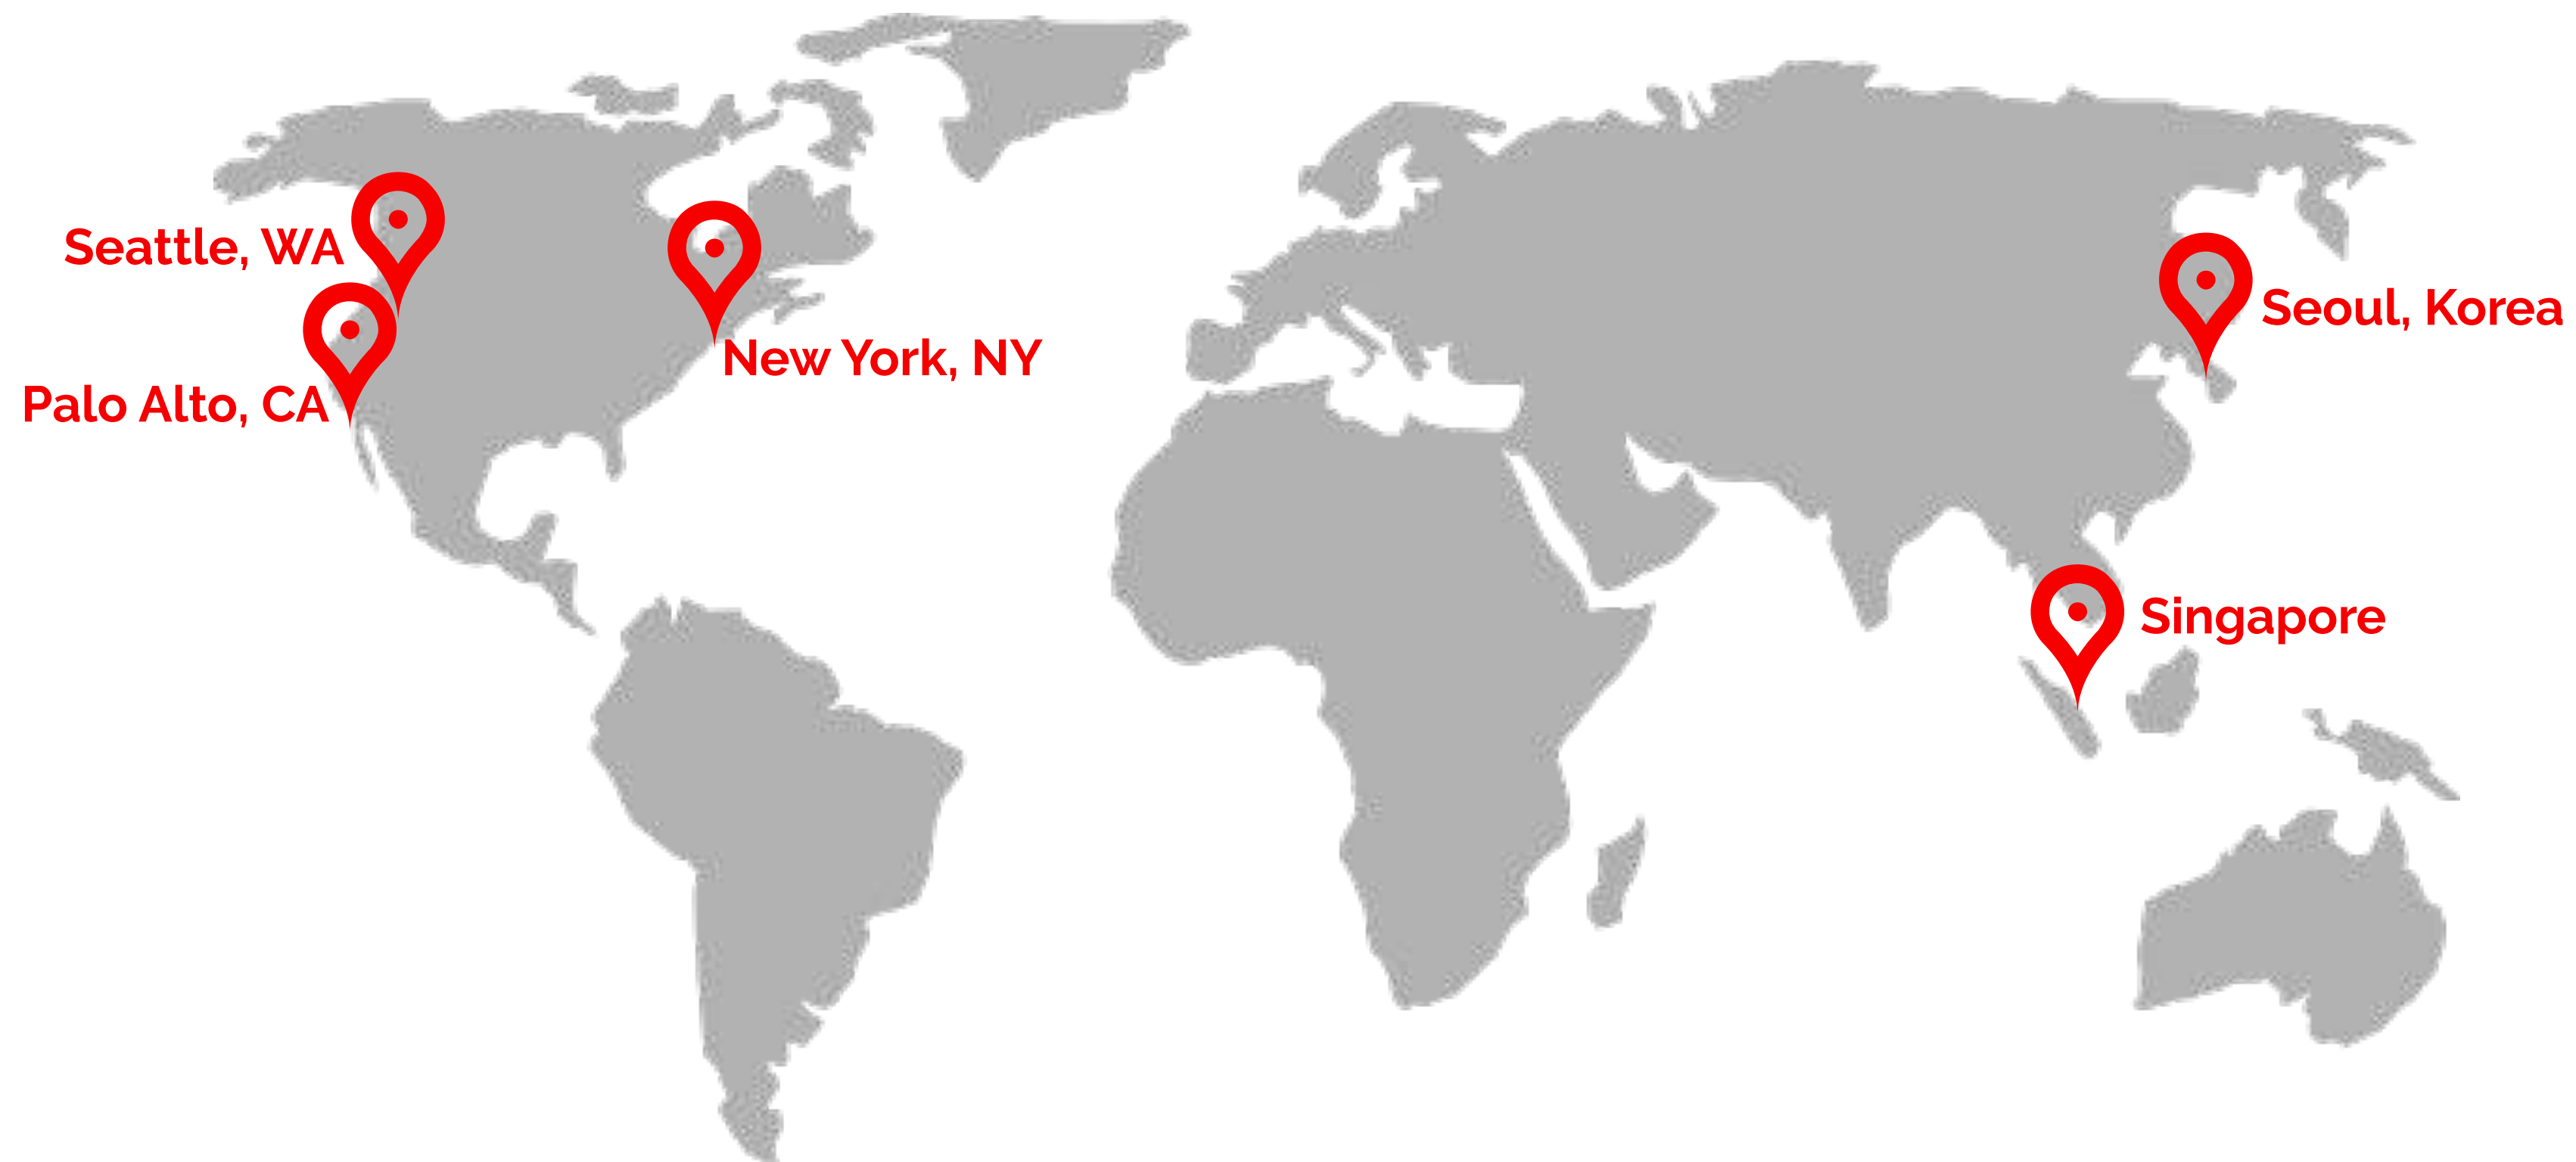 Seattle, WA
Palo Alto, CA
New York, NY
Seoul, Korea
Singapore